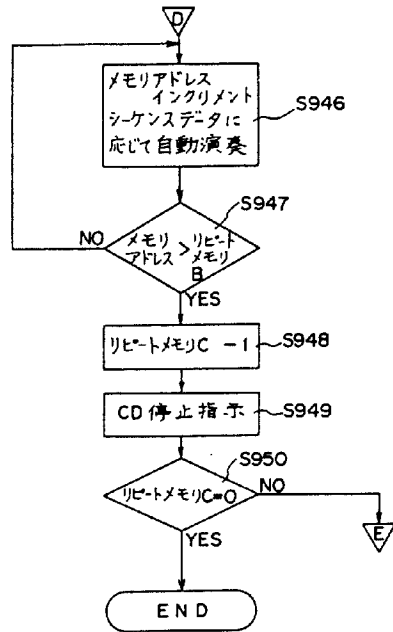 D
メモリアドレス
インクリメント
シーケンスデータに
応じて自動演奏
S946
S947
NO
メモリ
アドレス
>
リピート
メモリ
B
YES
リピートメモリC －1
S948
CD停止指示
S949
S950
リピートメモリC=0
NO
YES
E
END